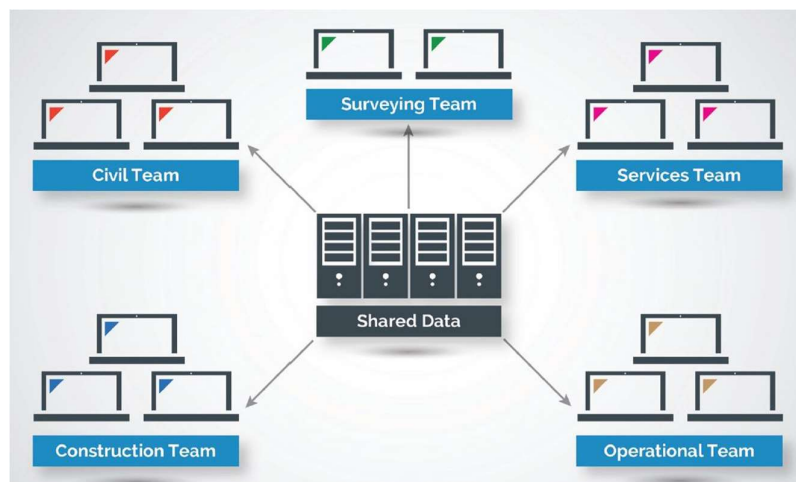 Surveying Team
Civil Team
Services Team
Shared Data
Construction Team
Operational Team